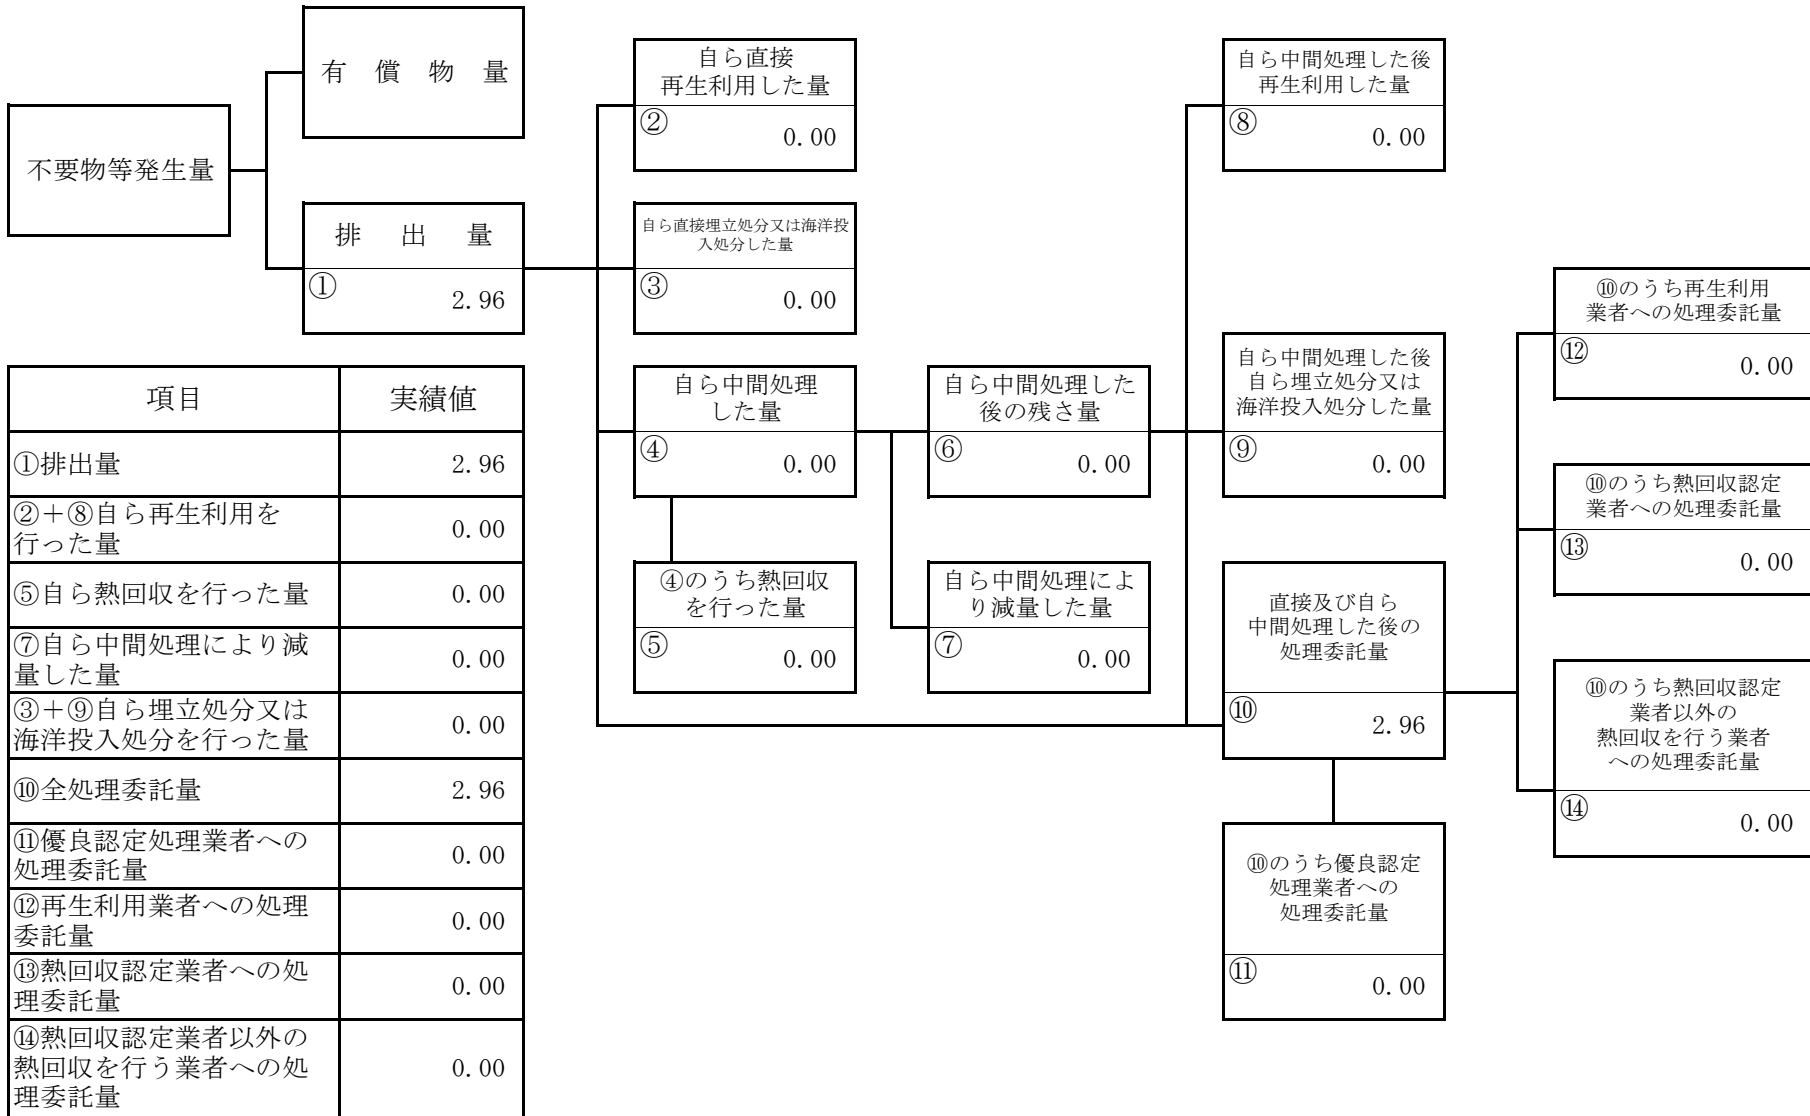 有償物量
不要物等発生量
排出量
①
2.96
自ら直接
再生利用した量
②
0.00
自ら直接埋立処分又は海洋投
入処分した量
③
0.00
自ら中間処理
した量
④
0.00
④のうち熱回収
を行った量
⑤
0.00
自ら中間処理した
後の残さ量
⑥
0.00
自ら中間処理によ
り減量した量
⑦
0.00
自ら中間処理した後
再生利用した量
⑧
0.00
自ら中間処理した後
自ら埋立処分又は
海洋投入処分した量
⑨
0.00
直接及び自ら
中間処理した後の
処理委託量
⑩
2.96
⑩のうち優良認定
処理業者への
処理委託量
⑪
0.00
⑩のうち再生利用
業者への処理委託量
⑫
0.00
⑩のうち熱回収認定
業者への処理委託量
⑬
0.00
⑩のうち熱回収認定
業者以外の
熱回収を行う業者
への処理委託量
⑭
0.00
項目 実績値
①排出量 2.96
②＋⑧自ら再生利用を
行った量 0.00
⑤自ら熱回収を行った量 0.00
⑦自ら中間処理により減
量した量 0.00
③＋⑨自ら埋立処分又は
海洋投入処分を行った量 0.00
⑩全処理委託量 2.96
⑪優良認定処理業者への
処理委託量 0.00
⑫再生利用業者への処理
委託量 0.00
⑬熱回収認定業者への処
理委託量 0.00
⑭熱回収認定業者以外の
熱回収を行う業者への処 0.00
理委託量